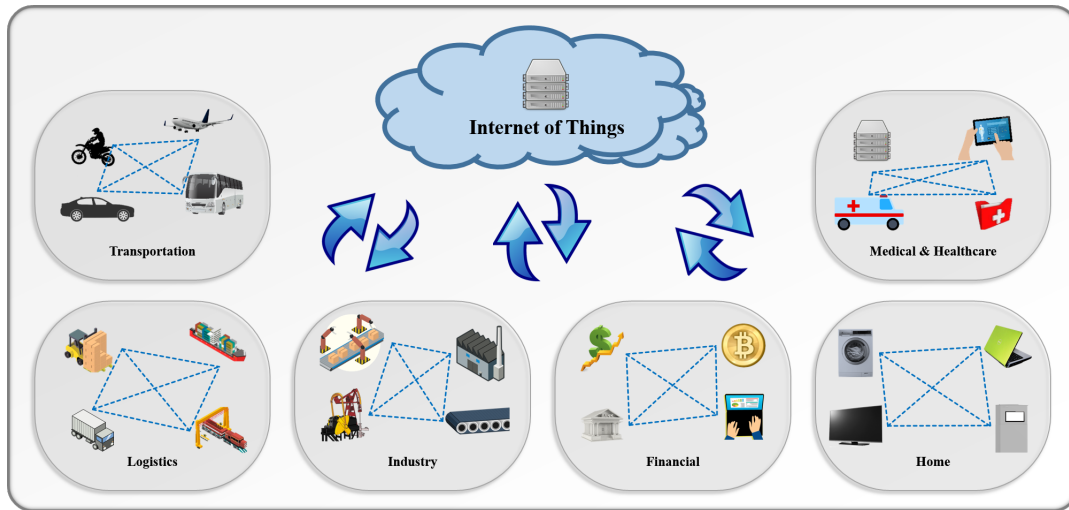 Internet of Things
Transportation
Medical & Healthcare
Logistics
Industry
Financial
Home